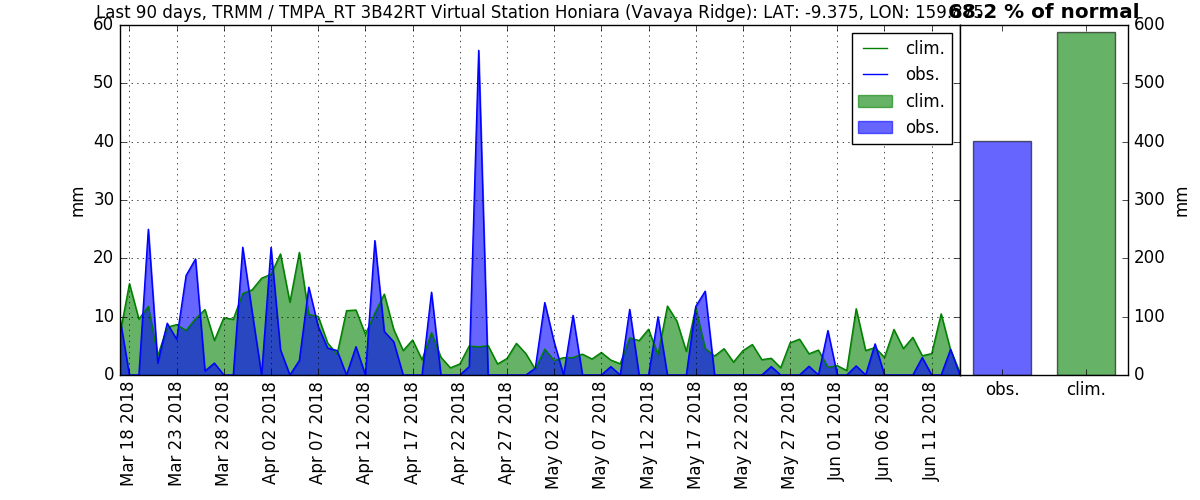 Last 90 days, TRMM / TMPA_RT 3B42RT Virtual Station Honiara (Vavaya Ridge): LAT: -9.375, LON:
68.2 % of normal
60
50
40
30
20
10
0
mm
clim.
obs.
clim.
obs.
600
500
400
300
200
100
0
mm
obs.
clim.
Mar 18 2018
Mar 23 2018
Mar 28 2018
Apr 02 2018
Apr 07 2018
Apr 12 2018
Apr 17 2018
Apr 22 2018
Apr 27 2018
May 02 2018
May 07 2018
May 12 2018
May 17 2018
May 22 2018
May 27 2018
Jun 01 2018
Jun 06 2018
Jun 11 2018